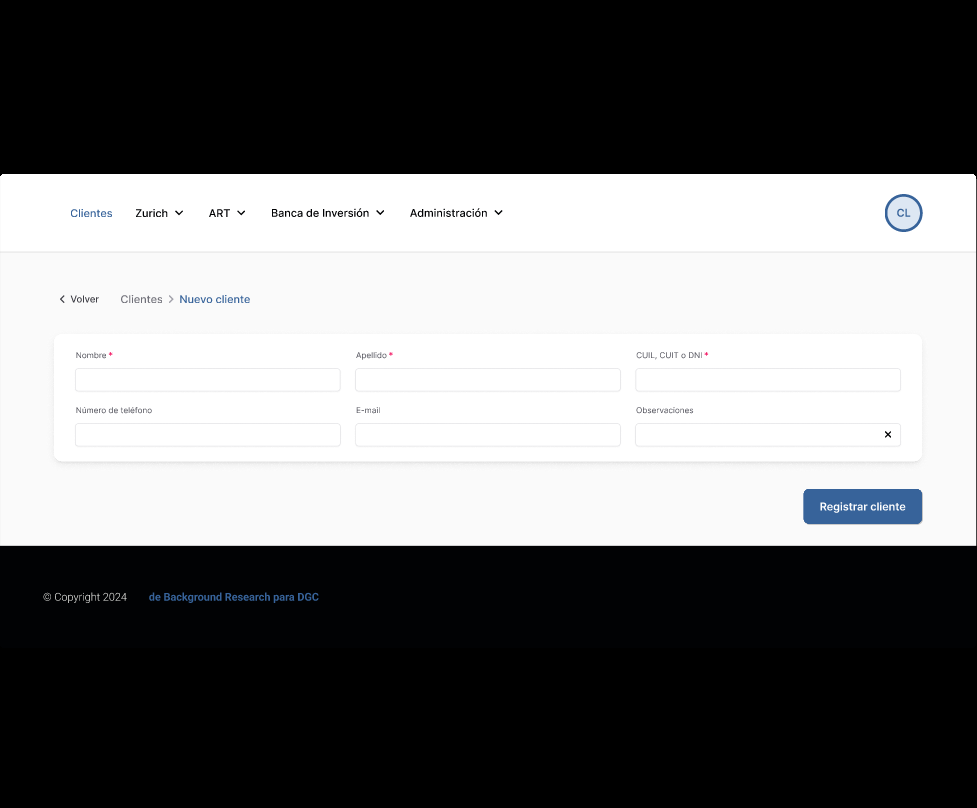 Clientes Zurich ART Banca de Inversión Administración CL
Volver Clientes > Nuevo cliente
Nombre * Apellido * CUIL, CUIT o DNI *
Número de teléfono E-mail Observaciones
Registrar cliente
© Copyright 2024 de Background Research para DGC